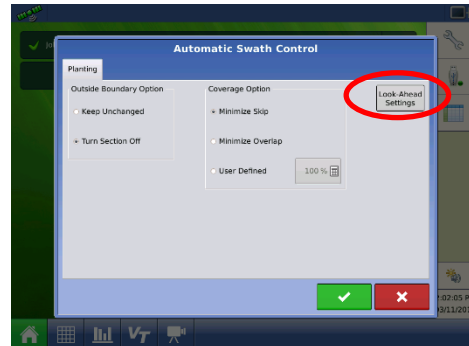 Automatic Swath Control
Planting
Outside Boundary Option
Keep Unchanged
Turn Section Off
Coverage Option
Minimize Skip
Minimize Overlap
User Defined
100 %
Look-Ahead
Settings
VT